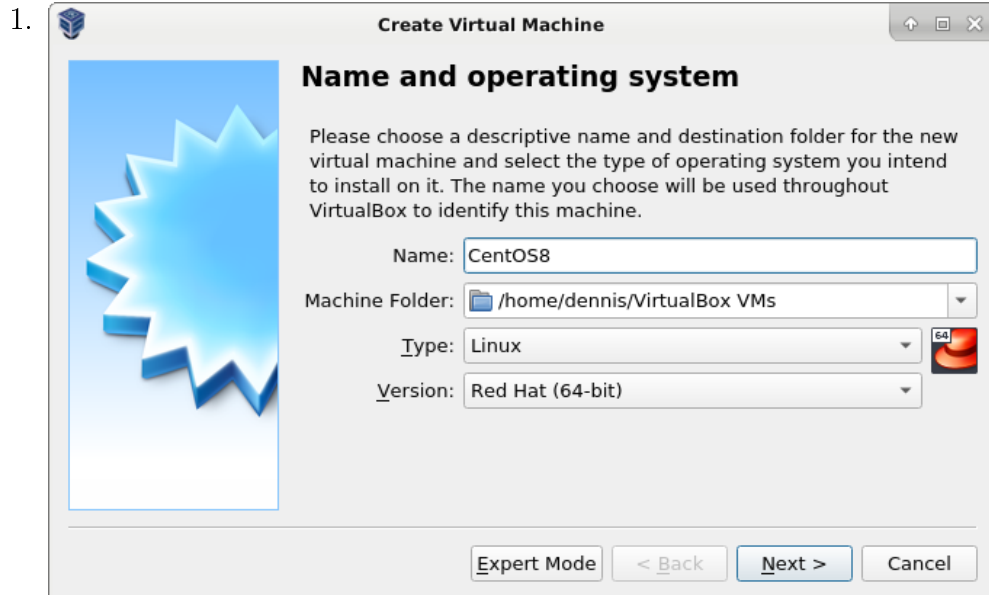 1.
Create Virtual Machine
Name and operating system
Please choose a descriptive name and destination folder for the new
virtual machine and select the type of operating system you intend
to install on it. The name you choose will be used throughout
VirtualBox to identify this machine.
Name: CentOS8
Machine Folder: /home/dennis/VirtualBox VMs
Type: Linux
64
Version: Red Hat (64-bit)
Expert Mode < Back Next > Cancel